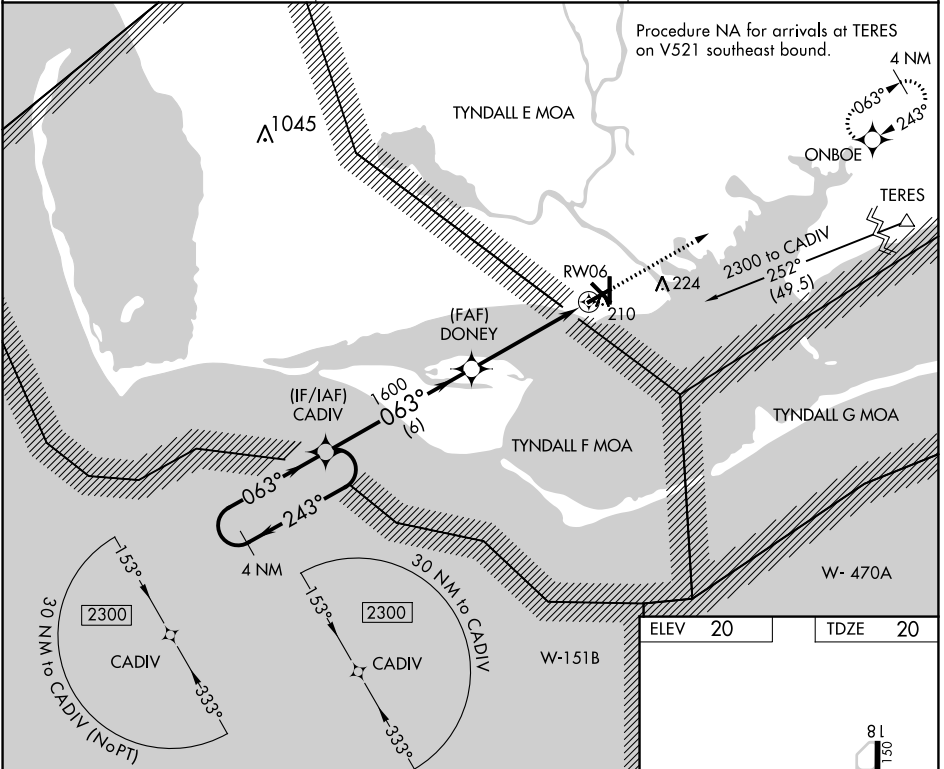 Procedure NA for arrivals at TERES
on V521 southeast bound.
4 NM
063°
243°
ONBOE
TYNDALL E MOA
1045
TERES
2300 to CADIV
252°
(49.5)
RW06
224
210
(FAF)
DONEY
(IF/IAF)
CADIV
1600
063°
(6)
TYNDALL G MOA
TYNDALL F MOA
063°
243°
4 NM
W- 470A
W-151B
30 NM to CADIV (NoPT)
153°
2300
CADIV
333°
30 NM to CADIV
153°
2300
CADIV
333°
ELEV 20
TDZE 20
18
150